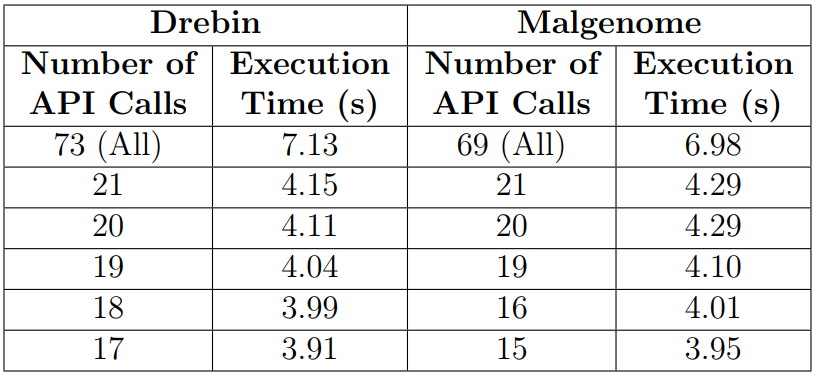 Drebin Malgenome
Number of API Calls Execution Time (s) Number of API Calls Execution Time (s)
73 (All) 7.13 69 (All) 6.98
21 4.15 21 4.29
20 4.11 20 4.29
19 4.04 19 4.10
18 3.99 16 4.01
17 3.91 15 3.95